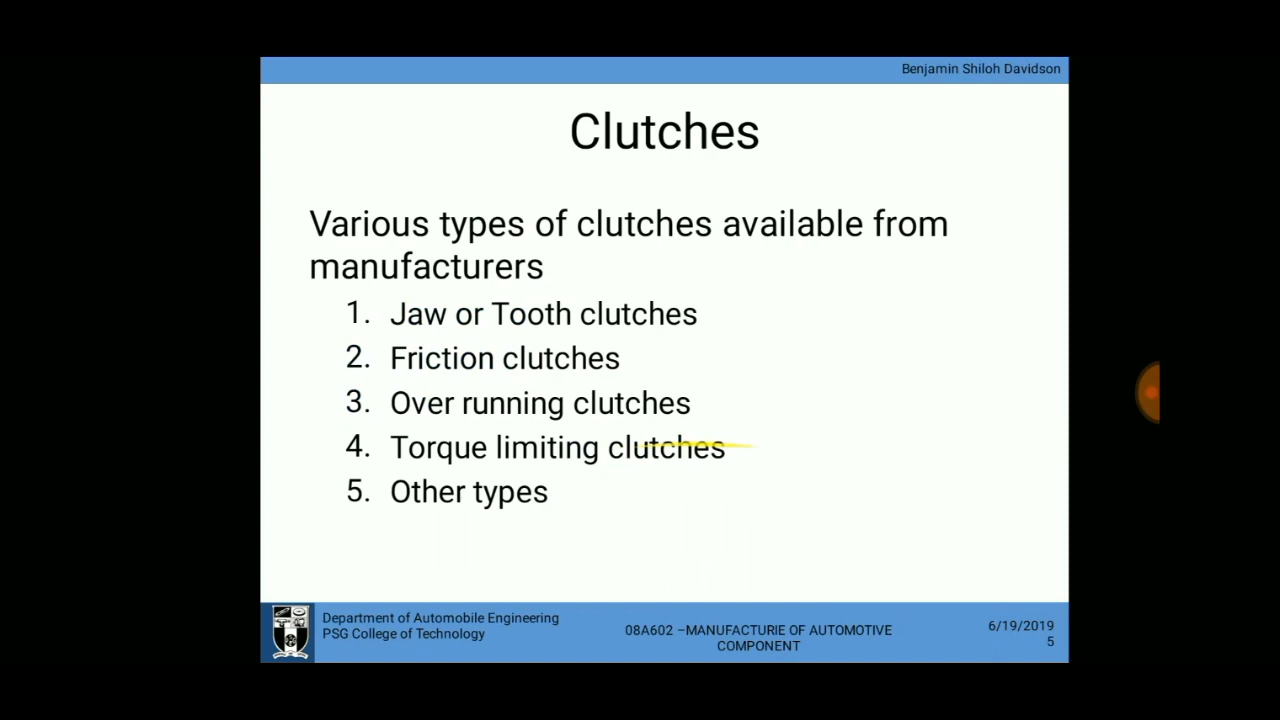 Benjamin Shiloh Davidson
Clutches
Various types of clutches available from
manufacturers
1. Jaw or Tooth clutches
2. Friction clutches
3. Over running clutches
4. Torque limiting clutches
5. Other types
Department of Automobile Engineering
PSG College of Technology
08A602 –MANUFACTURIE OF AUTOMOTIVE
COMPONENT
6/19/2019
5